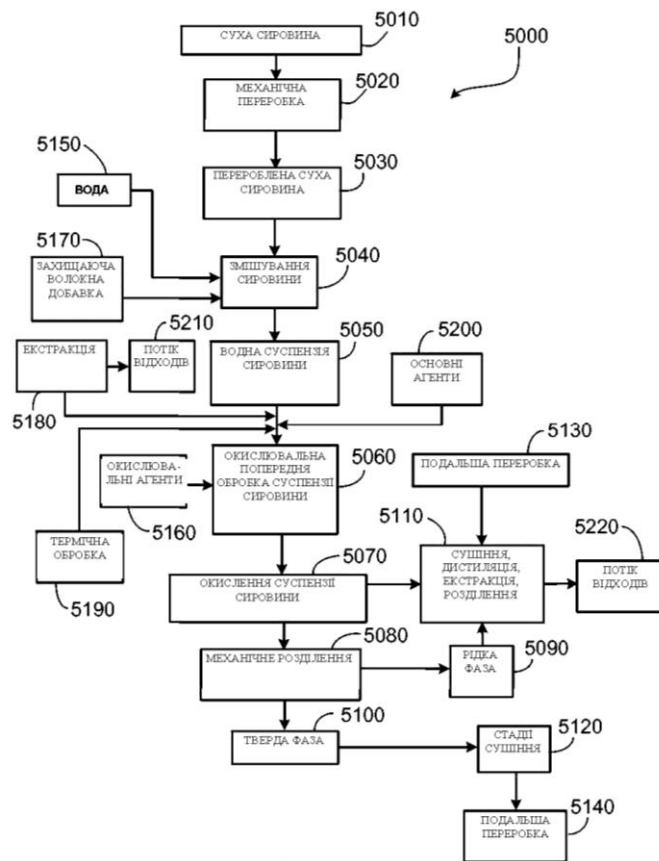 5010
СУХА СИРОВИНА
5000
5020
МЕХАНІЧНА
ПЕРЕРОБКА
5150
5030
ВОДА
ПЕРЕРОБЛЕНА СУХА
СИРОВИНА
5170
ЗАХИЩАЮЧА
ВОЛОКНА
ДОБАВКА
5040
ЗМІШУВАННЯ
СИРОВИНИ
5210
5050
5200
ЕКСТРАКЦІЯ
ПОТІК
ВІДХОДІВ
ВОДНА СУСПЕНЗІЯ
СИРОВИНИ
ОСНОВНІ
АГЕНТИ
5180
5130
5060
ОКИСЛЮВА-
ЛЬНІ АГЕНТИ
ОКИСЛЮВАЛЬНА
ПОПЕРЕДНЯ
ОБРОБКА СУСПЕНЗІЇ
СИРОВИНИ
ПОДАЛЬША ПЕРЕРОБКА
5160
5110
5220
ТЕРМІЧНА
ОБРОБКА
5190
5070
СУШІННЯ,
ДИСТИЛЯЦІЯ,
ЕКСТРАКЦІЯ,
РОЗДІЛЕННЯ
ПОТІК
ВІДХОДІВ
ОКИСЛЕННЯ СУСПЕНЗІЇ
СИРОВИНИ
5080
МЕХАНІЧНЕ РОЗДІЛЕННЯ
РІДКА
ФАЗА
5090
5100
ТВЕРДА ФАЗА
5120
СТАДІЇ
СУШІННЯ
5140
ПОДАЛЬША
ПЕРЕРОБКА